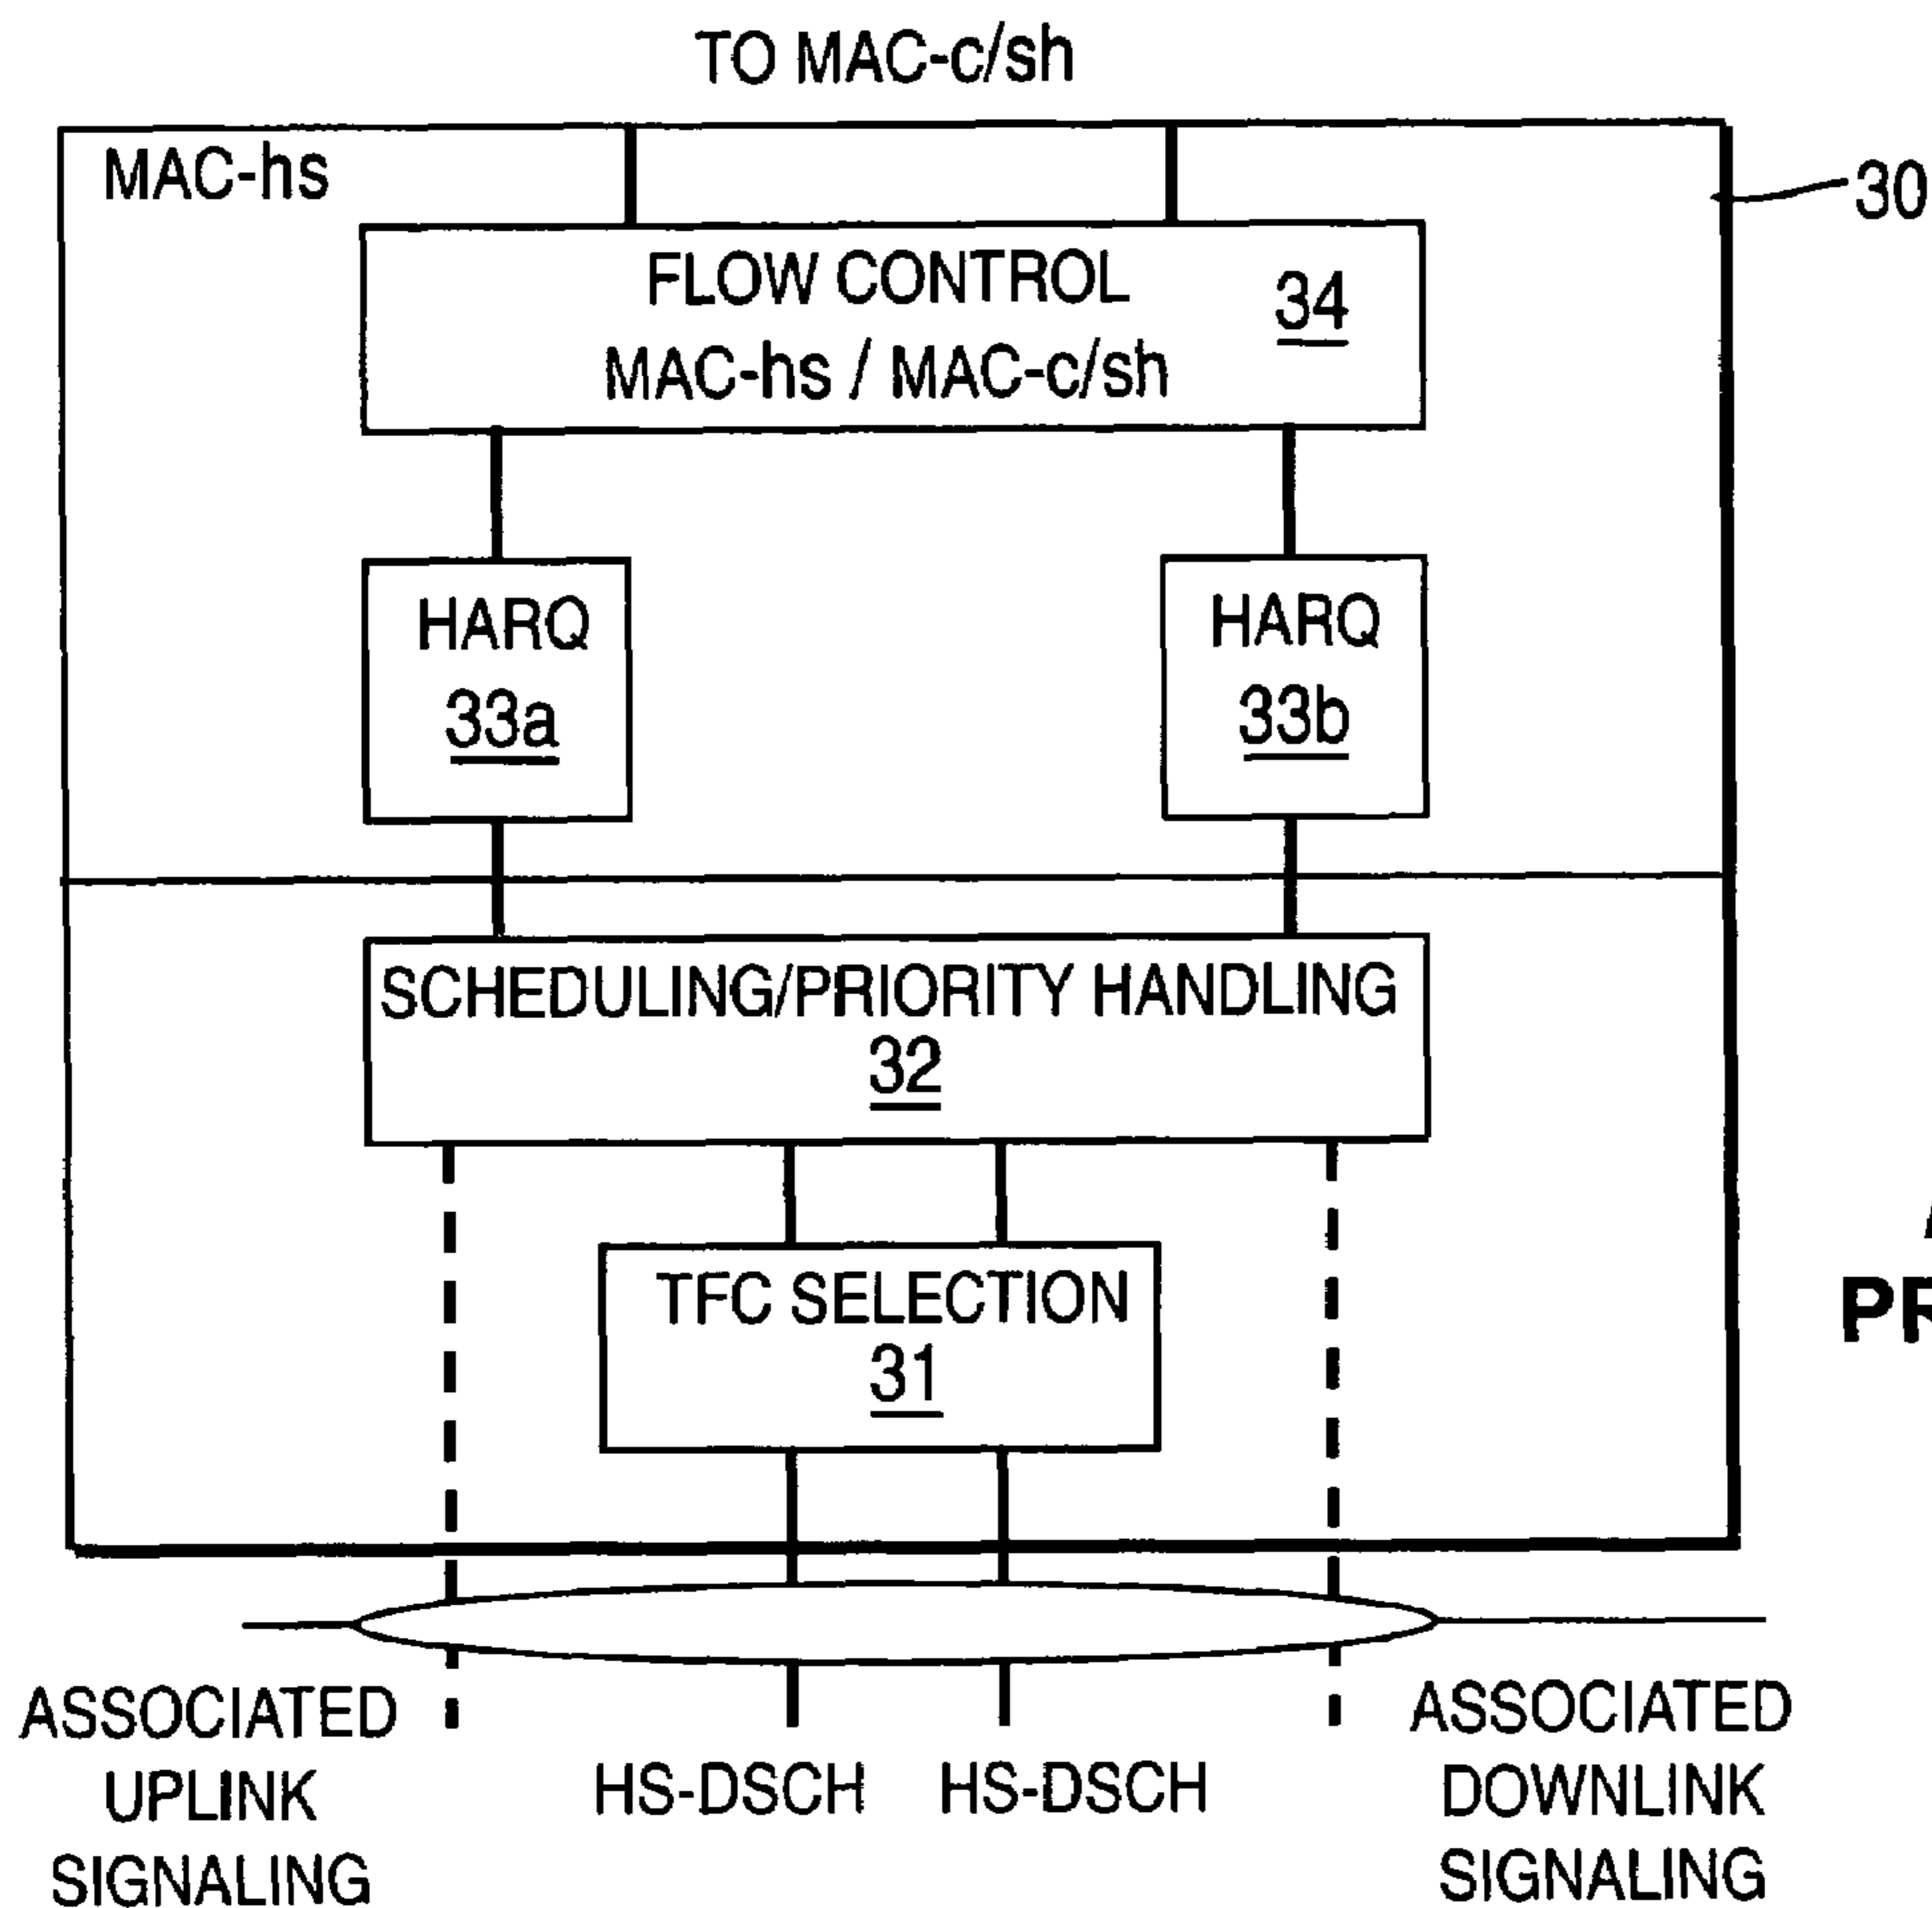 TO MAC-c/sh
MAC-hs
30
FLOW CONTROL
34
MAC-hs / MAC-c/sh
HARQ
33a
HARQ
33b
SCHEDULING/PRIORITY HANDLING
32
TFC SELECTION
31
ASSOCIATED
UPLINK
SIGNALING
HS-DSCH
HS-DSCH
ASSOCIATED
DOWNLINK
SIGNALING